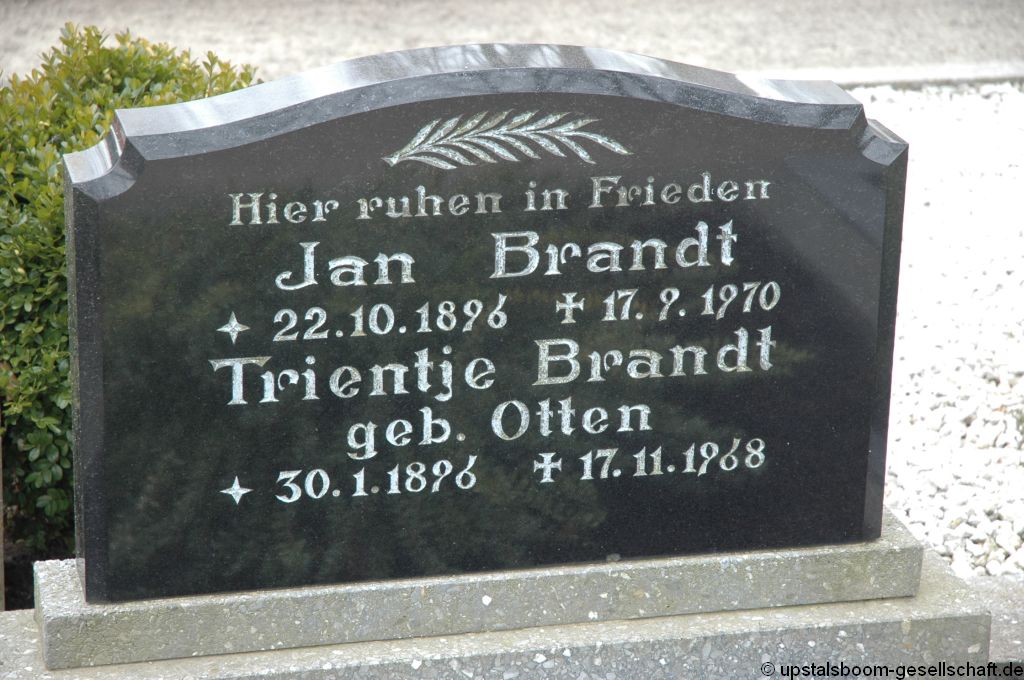 Hier ruhen in Frieden
Jan Brandt
22.10.1896 17.9.1970
Trientje Brandt
geb. Otten
30.1.1896 17.11.1968
© upstalsboom-gesellschaft.de